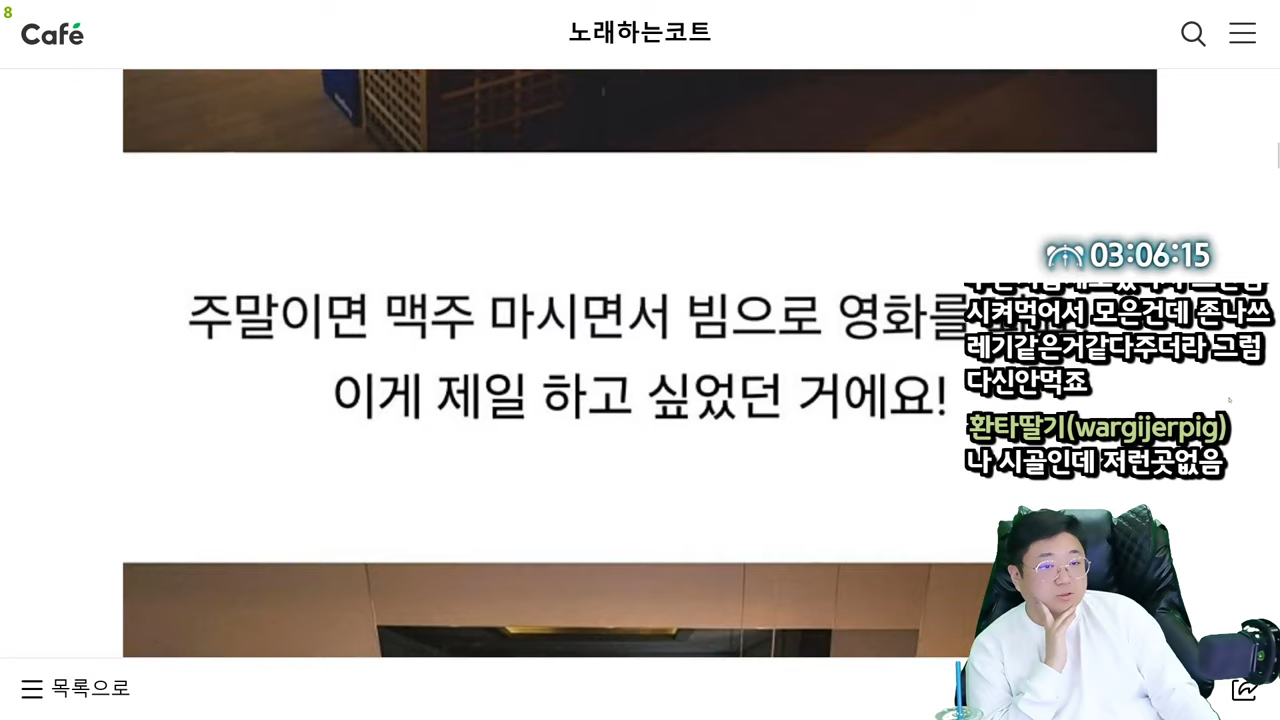 8
Café
노래하는코트
주말이면 맥주 마시면서 빔으로 영화를
이게 제일 하고 싶었던 거에요!
03:06:15
시켜먹어서 모은건데 존나쓰
레기같은거같다주더라 그럼
다신안먹죠
환타딸기(wargijerpig)
나 시골인데 저런곳없음
목록으로